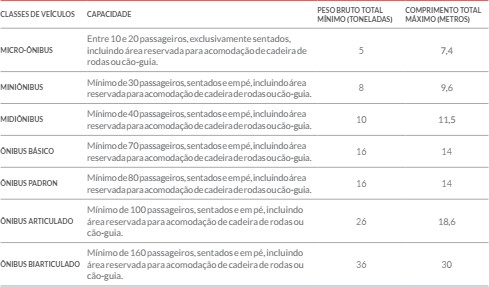 CLASSES DE VEÍCULOS CAPACIDADE PESO BRUTO TOTAL MÍNIMO (TONELADAS) COMPRIMENTO TOTAL MÁXIMO (METROS)
MICRO-ÔNIBUS
Entre 10 e 20 passageiros, exclusivamente sentados,
incluindo área reservada para acomodação de cadeira de
rodas ou cão-guia.
5 7,4
MINIÔNIBUS
Mínimo de 30 passageiros, sentados e em pé, incluindo área
reservada para acomodação de cadeira de rodas ou cão-guia.
8 9,6
MIDIÔNIBUS
Mínimo de 40 passageiros, sentados e em pé, incluindo área
reservada para acomodação de cadeira de rodas ou cão-guia.
10 11,5
ÔNIBUS BÁSICO
Mínimo de 70 passageiros, sentados e em pé, incluindo área
reservada para acomodação de cadeira de rodas ou cão-guia.
16 14
ÔNIBUS PADRON
Mínimo de 80 passageiros, sentados e em pé, incluindo área
reservada para acomodação de cadeira de rodas ou cão-guia.
16 14
ÔNIBUS ARTICULADO
Mínimo de 100 passageiros, sentados e em pé, incluindo
área reservada para acomodação de cadeira de rodas ou
cão-guia.
26 18,6
ÔNIBUS BIARTICULADO
Mínimo de 160 passageiros, sentados e em pé, incluindo
área reservada para acomodação de cadeira de rodas ou
cão-guia.
36 30